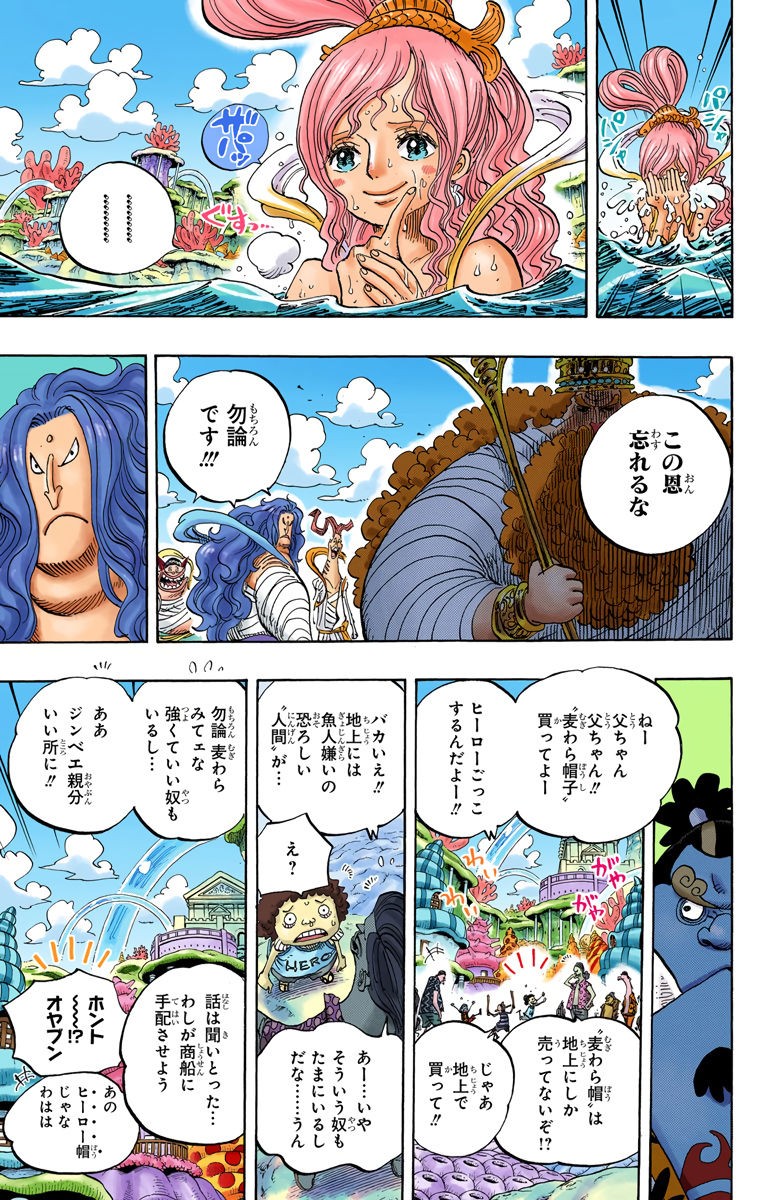 パシャ
パシャ
ザバッ
ぐすっ
………
………
この恩
忘れるな
勿論
です!!!
ねー
父ちゃん
父ちゃん!!
〝麦わら帽子〟
買ってよー
ヒーローごっこ
するんだよー!!
わい
わい
ガヤ
ガヤ
〝麦わら帽〟は
地上にしか
売ってないぞ!?
じゃあ
地上で
買って!!
バカいえ!!
地上には
魚人嫌いの
恐ろしい
〝人間〟が…
え?
HERO
あー……いや
そういう奴も
たまにいるし
だな………うん
勿論 麦わら
みてェな
強くていい奴も
いるし…
ああ
ジンベエ親分
いい所に!!
話は聞いとった…
わしが商船に
手配させよう
ホント
〜〜〜!?
オヤブン
あの
ヒーロー帽
じゃな
わはは